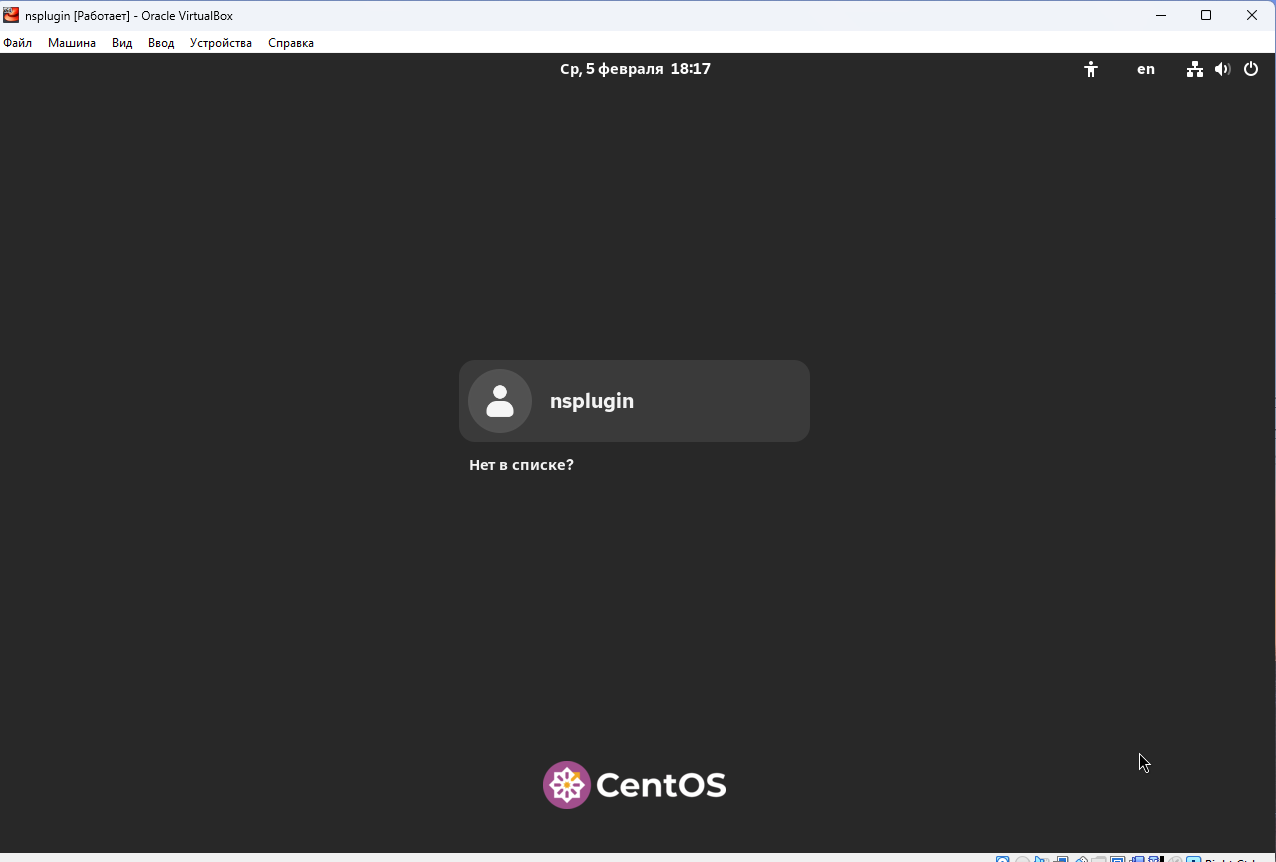 nsplugin [Работает] - Oracle VirtualBox
Файл Машина Вид Ввод Устройства Справка
Ср, 5 февраля 18:17
en
nsplugin
Нет в списке?
CentOS